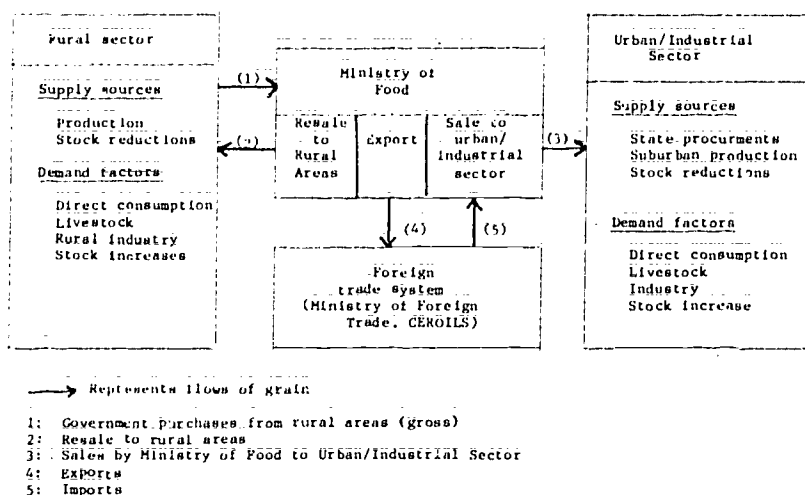 Rural sector
Supply sources
Production
Stock reductions
Demand factors
Direct consumption
Livestock
Rural industry
Stock increases
(1)
(2)
Ministry of
Food
Resale
to
Rural
Areas
Export
Sale to
urban/
industrial
sector
(3)
(4)
(5)
Foreign
trade system
(Ministry of Foreign
Trade, CEROILS)
Urban/Industrial
Sector
Supply sources
State procurments
Suburban production
Stock reductions
Demand factors
Direct consumption
Livestock
Industry
Stock increase
Represents flows of grain
1: Government purchases from rural areas (gross)
2: Resale to rural areas
3: Sales by Ministry of Food to Urban/Industrial Sector
4: Exports
5: Imports